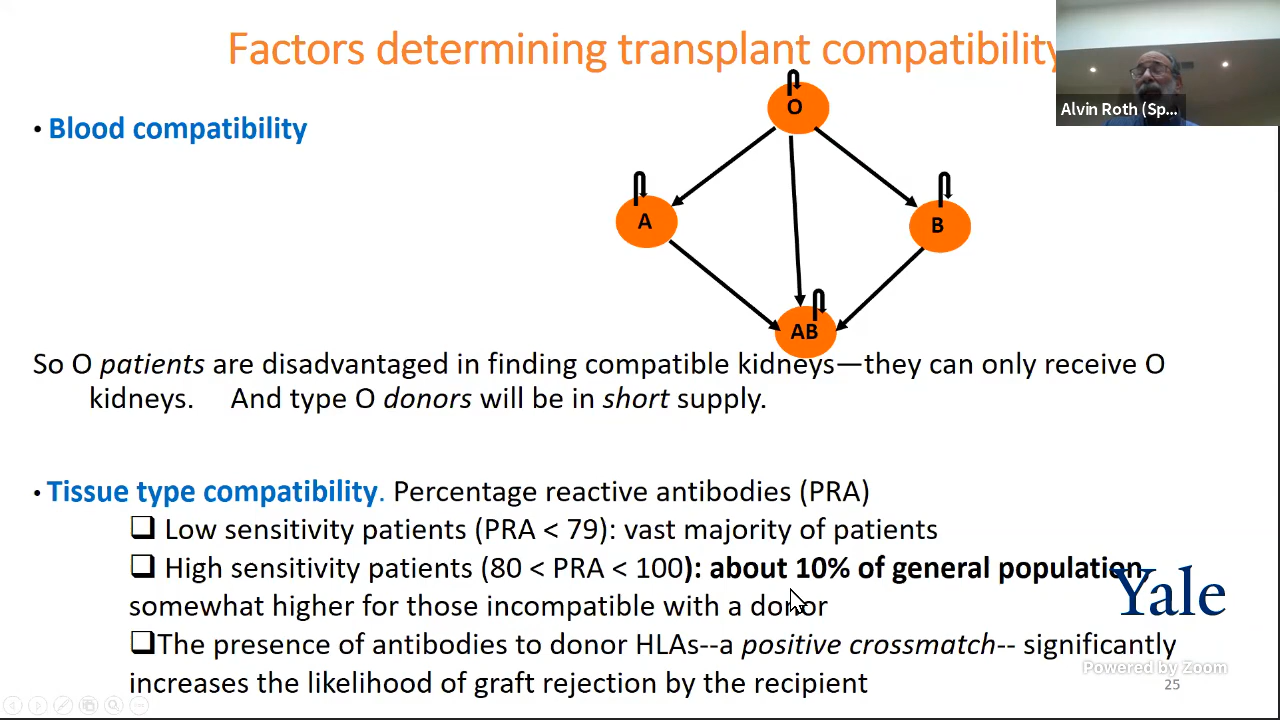 Factors determining transplant compatibility
Alvin Roth (Sp...
• Blood compatibility
O
A
B
AB
So O patients are disadvantaged in finding compatible kidneys—they can only receive O
kidneys. And type O donors will be in short supply.
• Tissue type compatibility. Percentage reactive antibodies (PRA)
❑ Low sensitivity patients (PRA < 79): vast majority of patients
❑ High sensitivity patients (80 < PRA < 100): about 10% of general population
somewhat higher for those incompatible with a donor
❑The presence of antibodies to donor HLAs--a positive crossmatch-- significantly
increases the likelihood of graft rejection by the recipient
Yale
Powered by Zoom
25